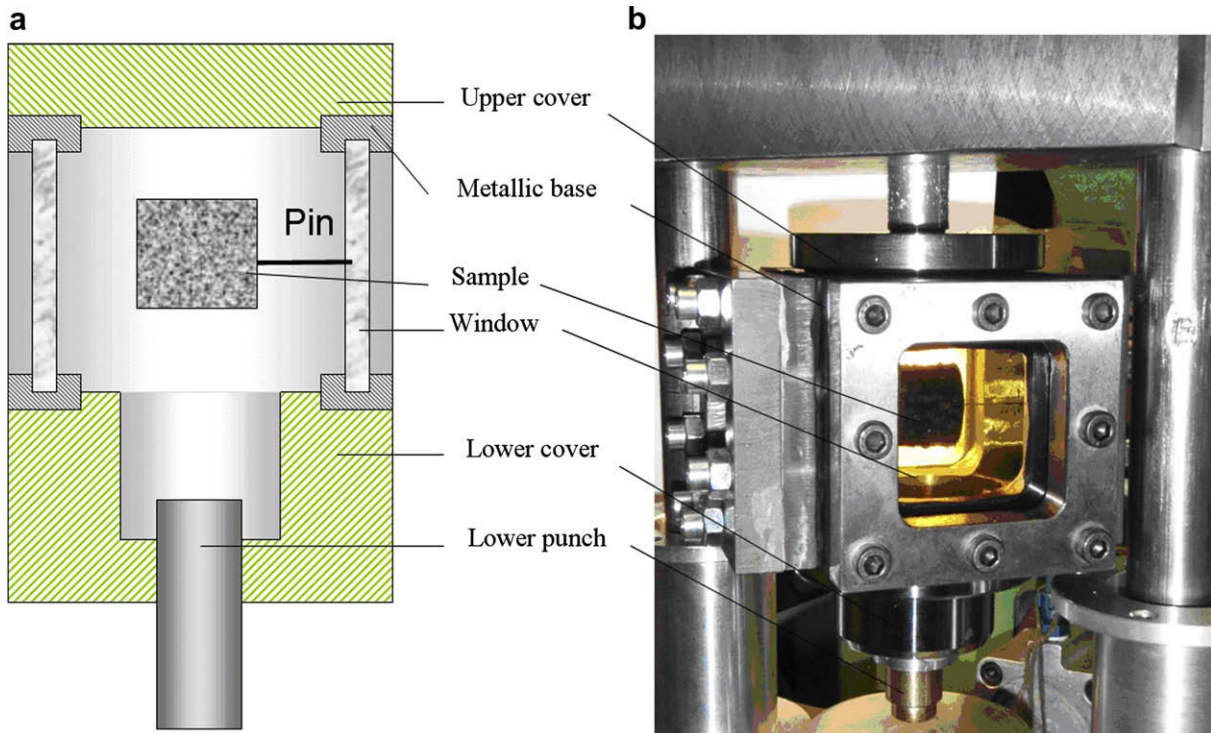 a
b
Upper cover
Metallic base
Pin
Sample
Window
Lower cover
Lower punch